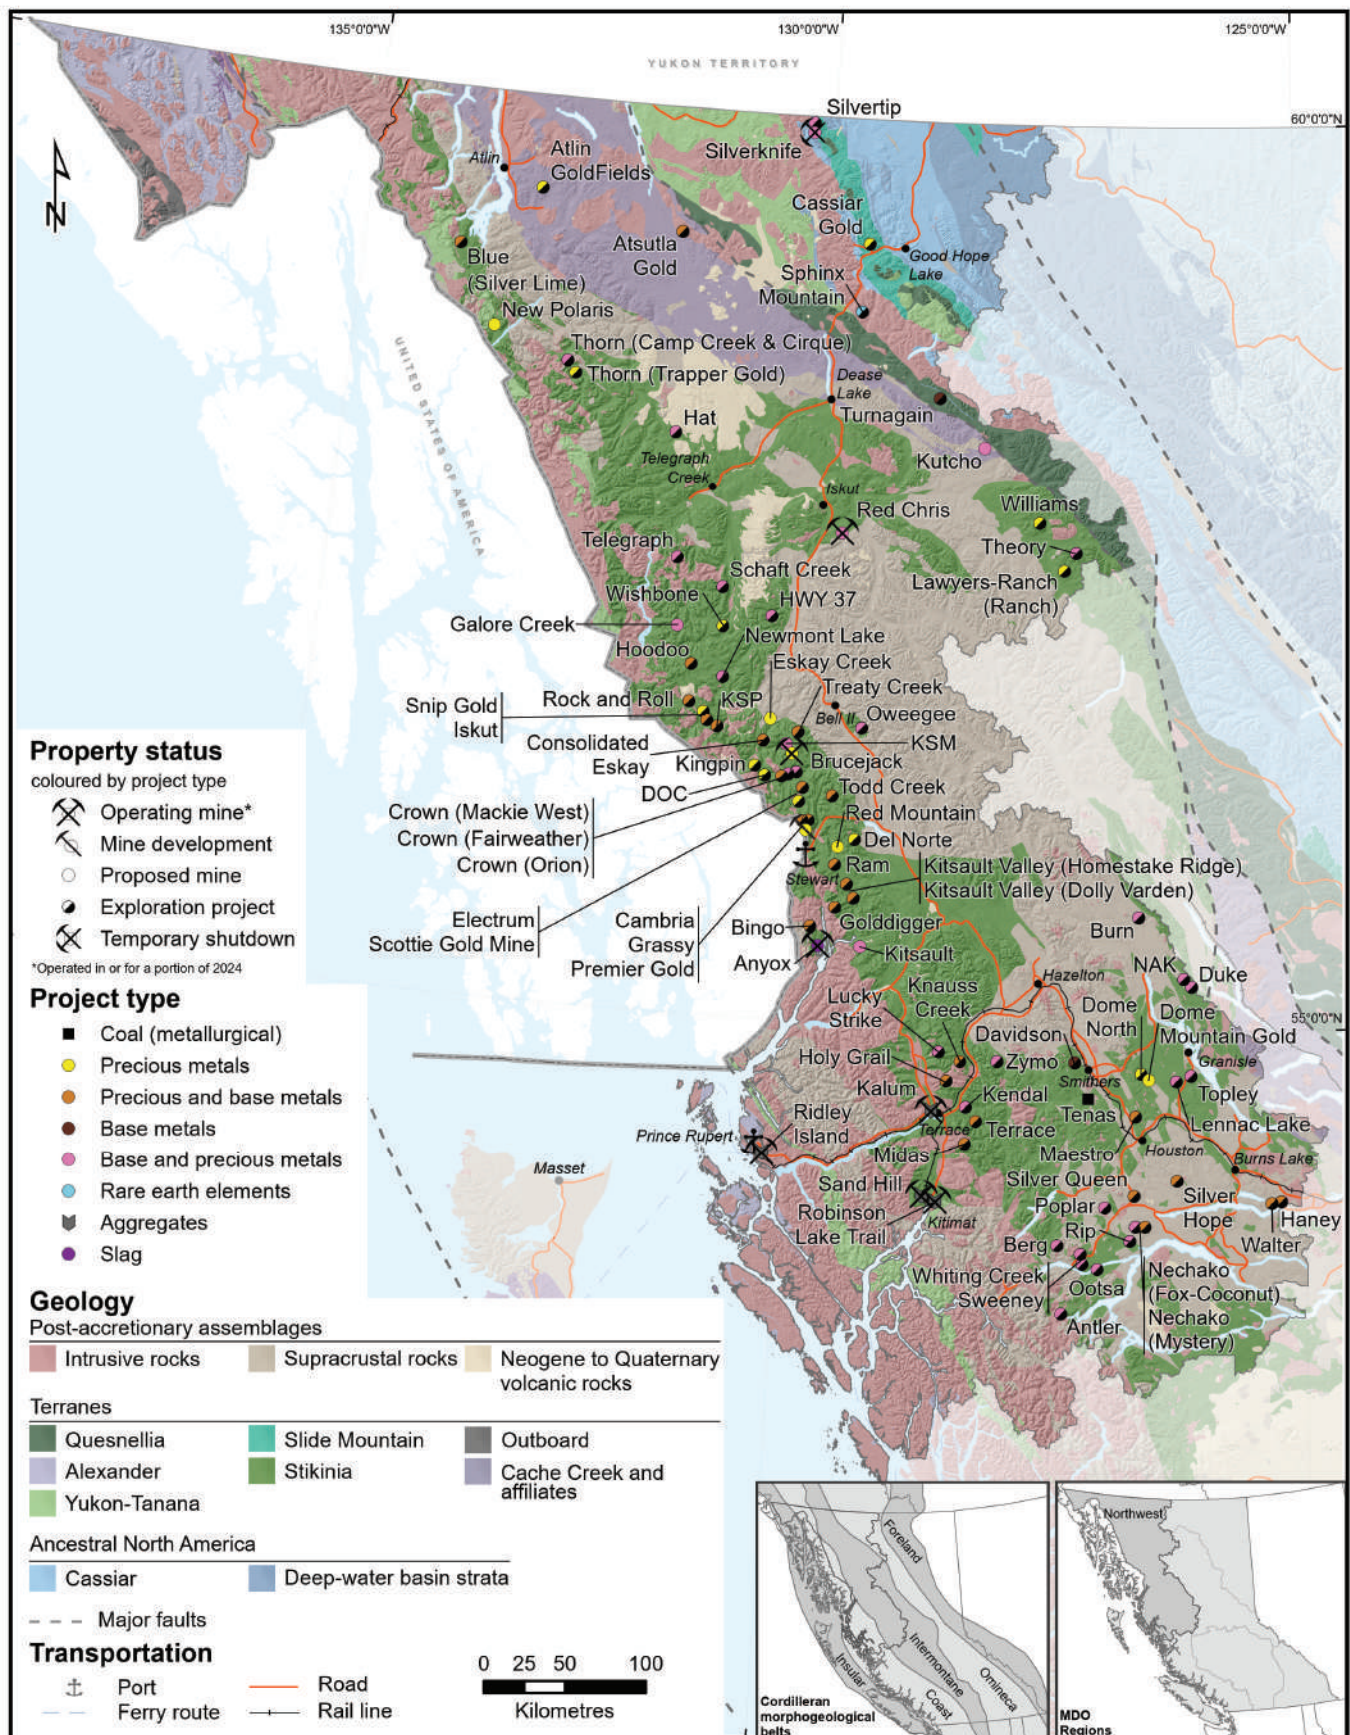 135°0'0"W
130°0'0"W
125°0'0"W
YUKON TERRITORY
60°0'0"N
Silvertip
Silverknife
Atlin
Atlin
GoldFields
Cassiar
Gold
Atsutla
Gold
Good Hope
Lake
Blue
(Silver Lime)
Sphinx
Mountain
New Polaris
N
UNITED STATES OF AMERICA
Thorn (Camp Creek & Cirque)
Thorn (Trapper Gold)
Dease
Lake
Turnagain
Hat
Kutcho
Telegraph
Creek
Iskut
Red Chris
Williams
Theory
Telegraph
Schaft Creek
Lawyers-Ranch
(Ranch)
Wishbone
HWY 37
Galore Creek
Newmont Lake
Hoodoo
Eskay Creek
Treaty Creek
Rock and Roll
KSP
Snip Gold
Iskut
Bell II
Oweegee
Consolidated
Eskay
KSM
Kingpin
Brucejack
DOC
Todd Creek
Crown (Mackie West)
Crown (Fairweather)
Crown (Orion)
Red Mountain
Del Norte
Ram
Stewart
Kitsault Valley (Homestake Ridge)
Kitsault Valley (Dolly Varden)
Electrum
Scottie Gold Mine
Cambria
Grassy
Premier Gold
Golddigger
Bingo
Burn
Anyox
Kitsault
NAK
Duke
Hazelton
Knauss
Creek
Lucky
Strike
Dome
North
Dome
Mountain Gold
55°0'0"N
Davidson
Granisle
Holy Grail
Zymo
Smithers
Kalum
Kendal
Topley
Tenas
Terrace
Terrace
Lennac Lake
Ridley
Island
Prince Rupert
Maestro
Houston
Burns Lake
Midas
Masset
Sand Hill
Silver Queen
Silver
Hope
Poplar
Robinson
Lake Trail
Kitimat
Haney
Walter
Rip
Berg
Whiting Creek
Sweeney
Ootsa
Nechako
(Fox-Coconut)
Nechako
(Mystery)
Antler
Property status
coloured by project type
Operating mine*
Mine development
Proposed mine
Exploration project
Temporary shutdown
*Operated in or for a portion of 2024
Project type
Coal (metallurgical)
Precious metals
Precious and base metals
Base metals
Base and precious metals
Rare earth elements
Aggregates
Slag
Geology
Post-accretionary assemblages
Intrusive rocks
Supracrustal rocks
Neogene to Quaternary
volcanic rocks
Terranes
Quesnellia
Slide Mountain
Outboard
Alexander
Stikinia
Cache Creek and
affiliates
Yukon-Tanana
Ancestral North America
Cassiar
Deep-water basin strata
Major faults
Transportation
Port
Road
Ferry route
Rail line
0 25 50 100
Kilometres
Foreland
Omineca
Intermontane
Coast
Insular
Cordilleran
morphogeological
belts
Northwest
MDO
Regions